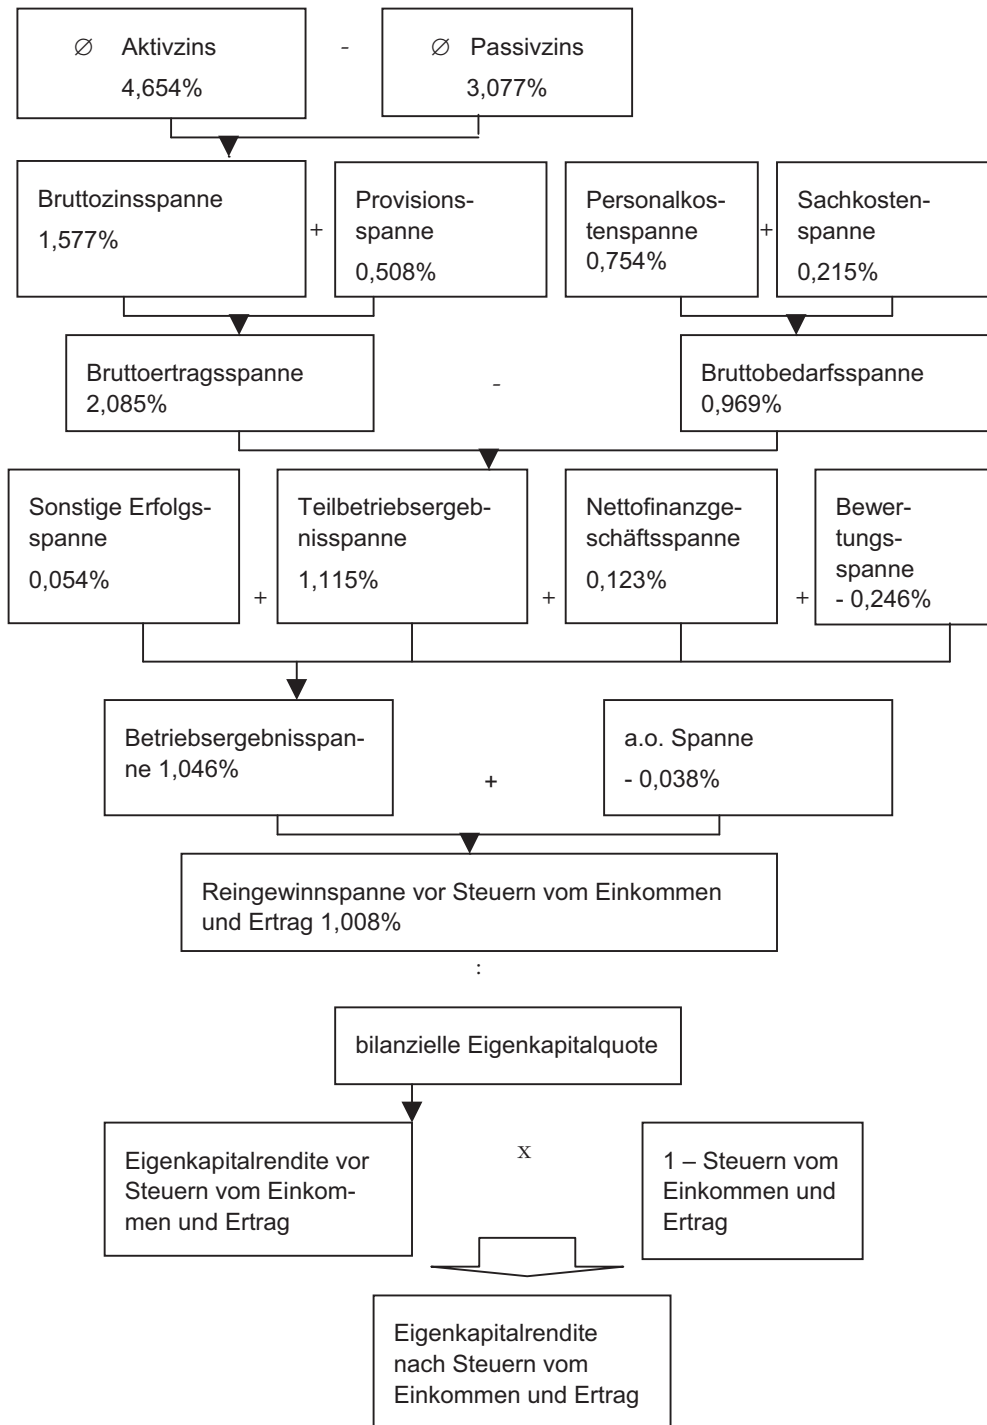 ∅ Aktivzins - ∅ Passivzins
4,654% 3,077%
Bruttozinsspanne
1,577%
+
Provisions-
spanne
0,508%
Personalkos-
tenspanne
0,754%
+
Sachkosten-
spanne
0,215%
Bruttoertragsspanne
2,085%
-
Bruttobedarfsspanne
0,969%
Sonstige Erfolgs-
spanne
0,054%
+
Teilbetriebsergeb-
nisspanne
1,115%
+
Nettofinanzge-
schäftsspanne
0,123%
+
Bewer-
tungs-
spanne
- 0,246%
Betriebsergebnisspan-
ne 1,046%
+
a.o. Spanne
- 0,038%
Reingewinnspanne vor Steuern vom Einkommen
und Ertrag 1,008%
:
bilanzielle Eigenkapitalquote
Eigenkapitalrendite vor
Steuern vom Einkom-
men und Ertrag
x
1 – Steuern vom
Einkommen und
Ertrag
Eigenkapitalrendite
nach Steuern vom
Einkommen und Ertrag